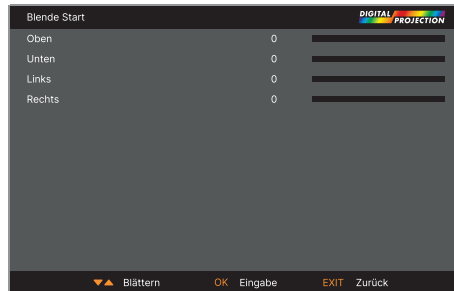 Blende Start DIGITAL PROJECTION
Oben 0
Unten 0
Links 0
Rechts 0
▼▲ Blättern OK Eingabe EXIT Zurück